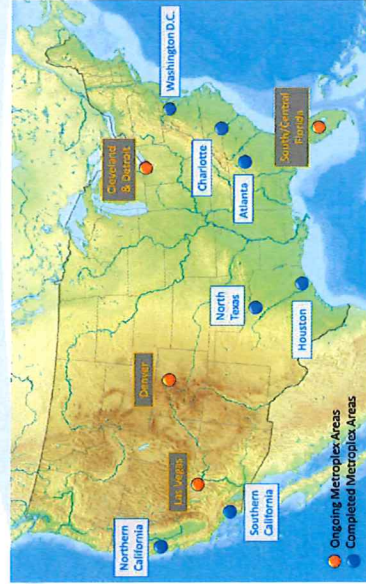 Washington D.C.
Cleveland
& Detroit
Charlotte
Atlanta
South/Central
Florida
North
Texas
Houston
Denver
Las Vegas
Northern
California
Southern
California
Ongoing Metroplex Areas
Completed Metroplex Areas